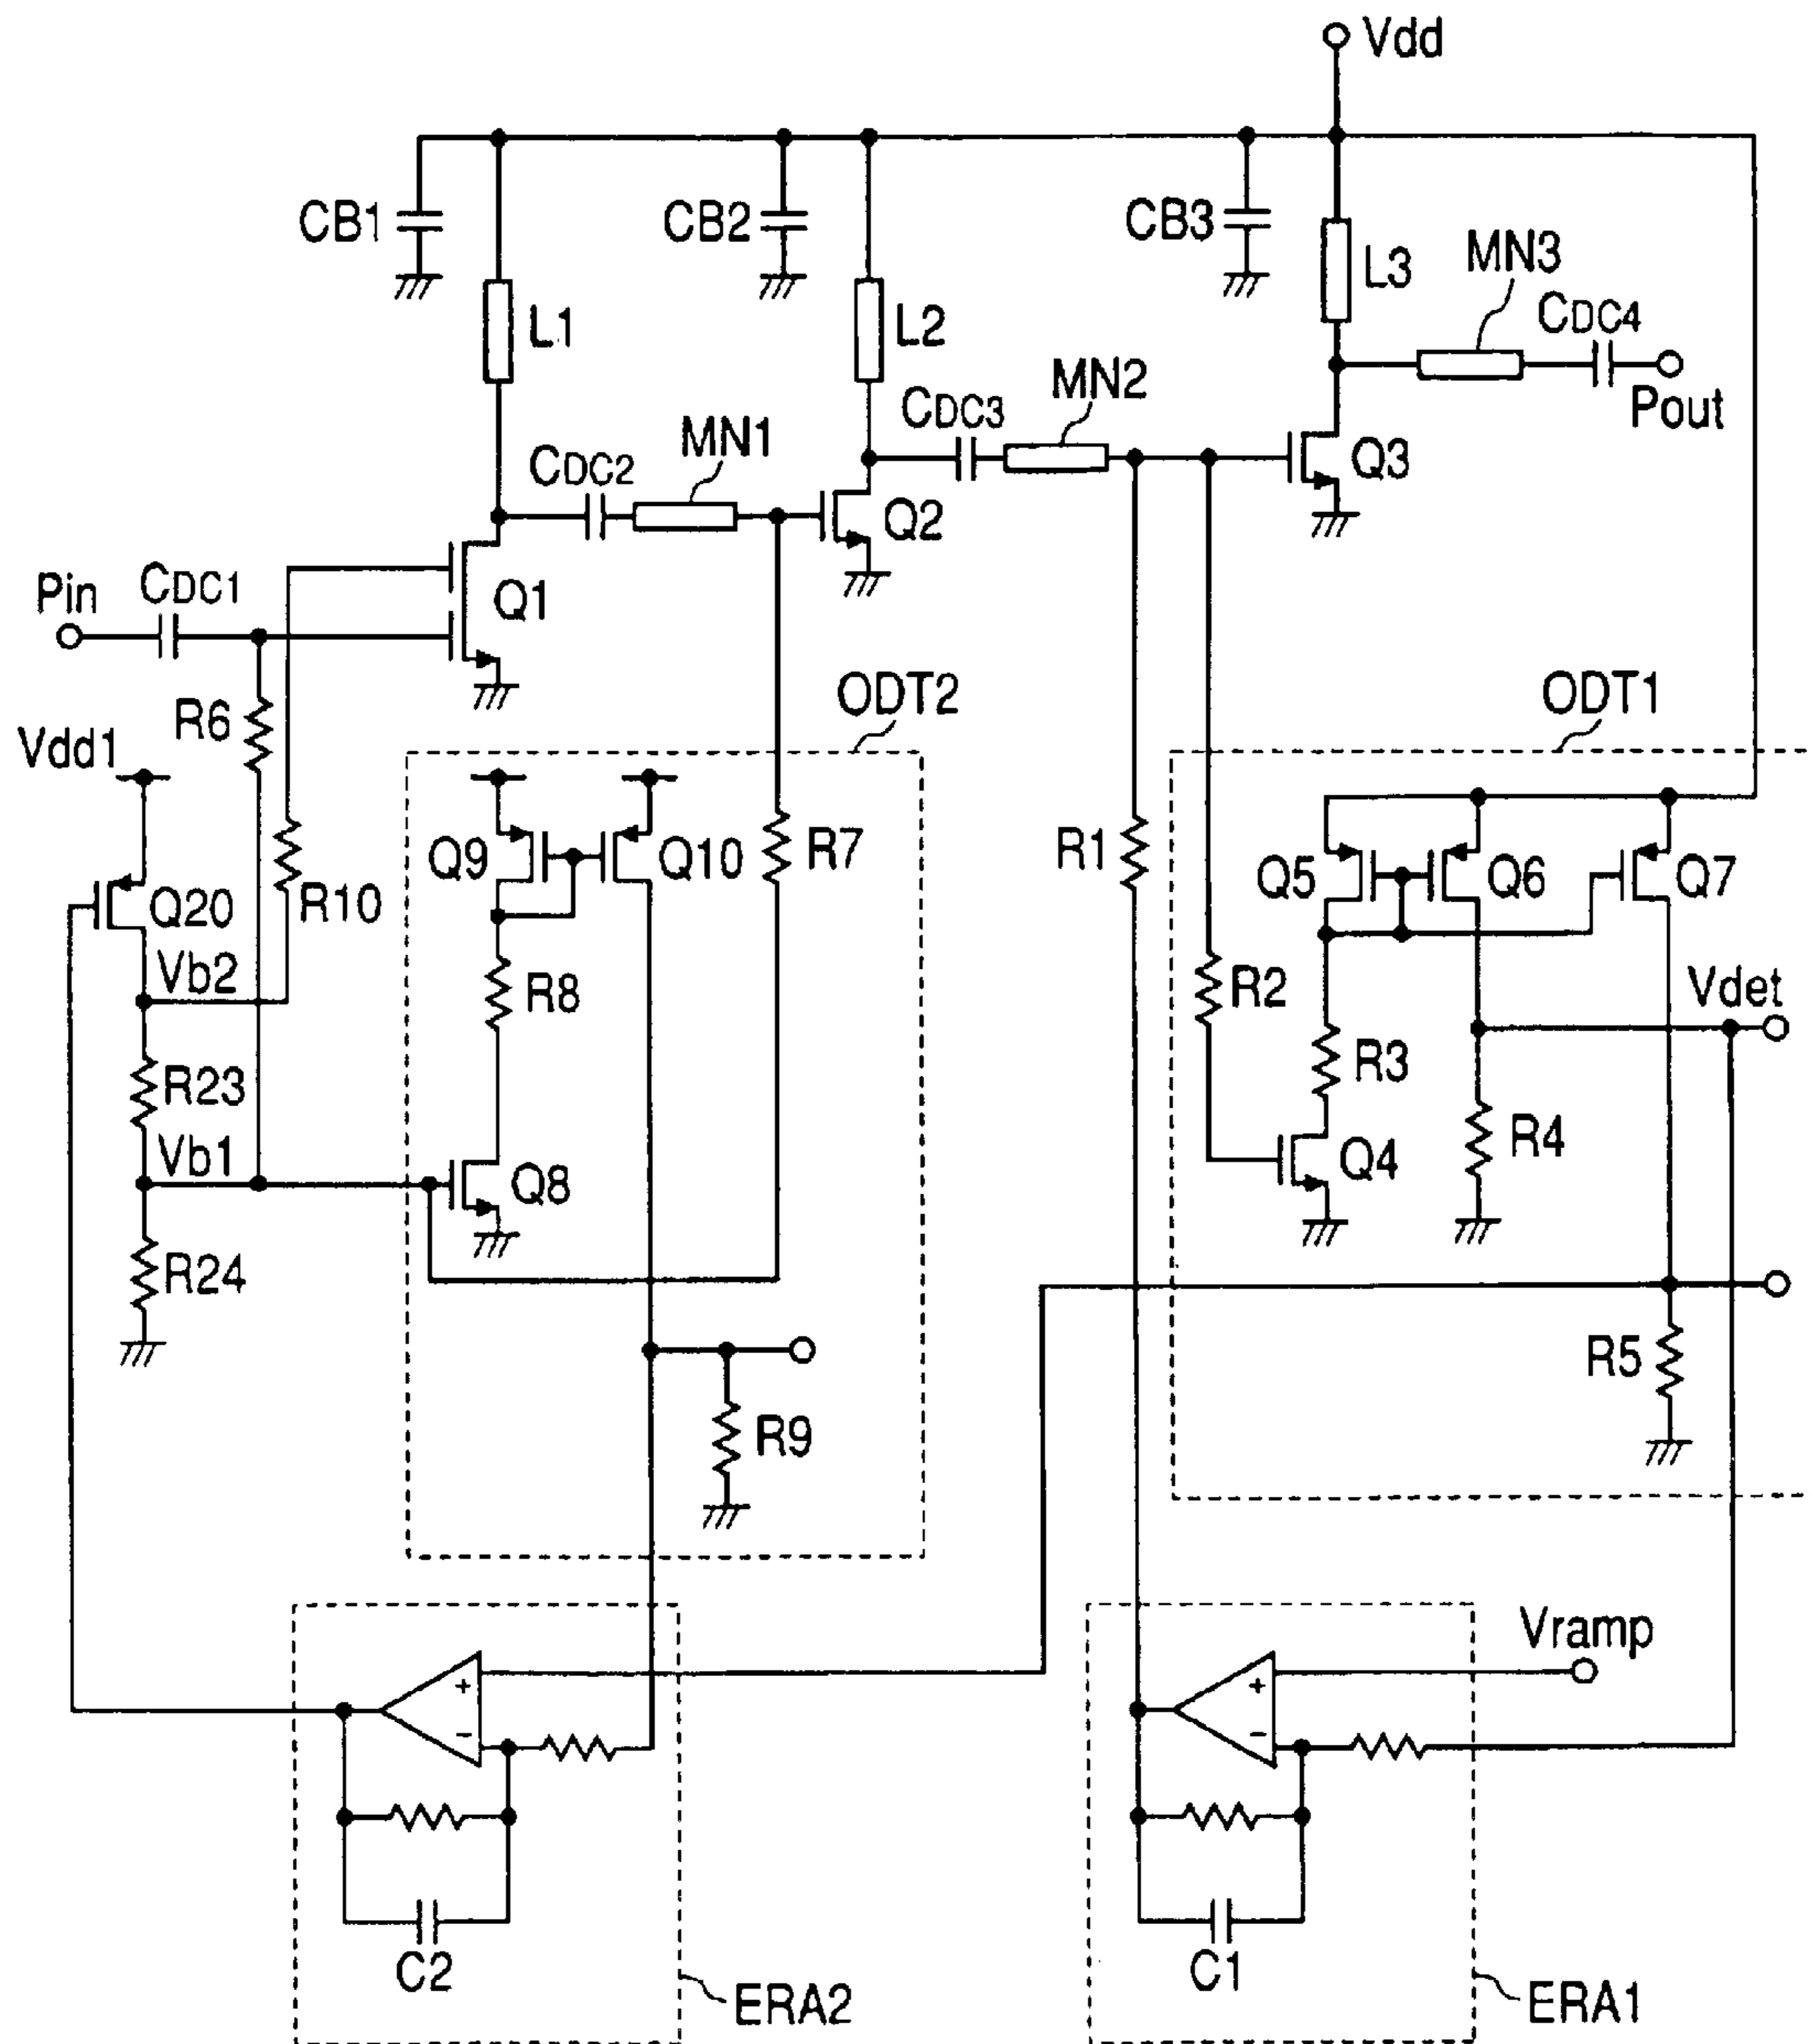 Vdd
CB1
CB2
CB3
L1
L2
L3
MN3
CDC4
Pout
MN2
CDC3
MN1
CDC2
Q3
Q2
Pin
CDC1
Q1
R6
ODT2
ODT1
Vdd1
Q9
Q10
R7
R1
Q5
Q6
Q7
Q20
R10
Vb2
R8
R2
Vdet
R23
R3
Vb1
Q8
Q4
R4
R24
R5
R9
Vramp
+
−
+
−
C2
C1
ERA2
ERA1